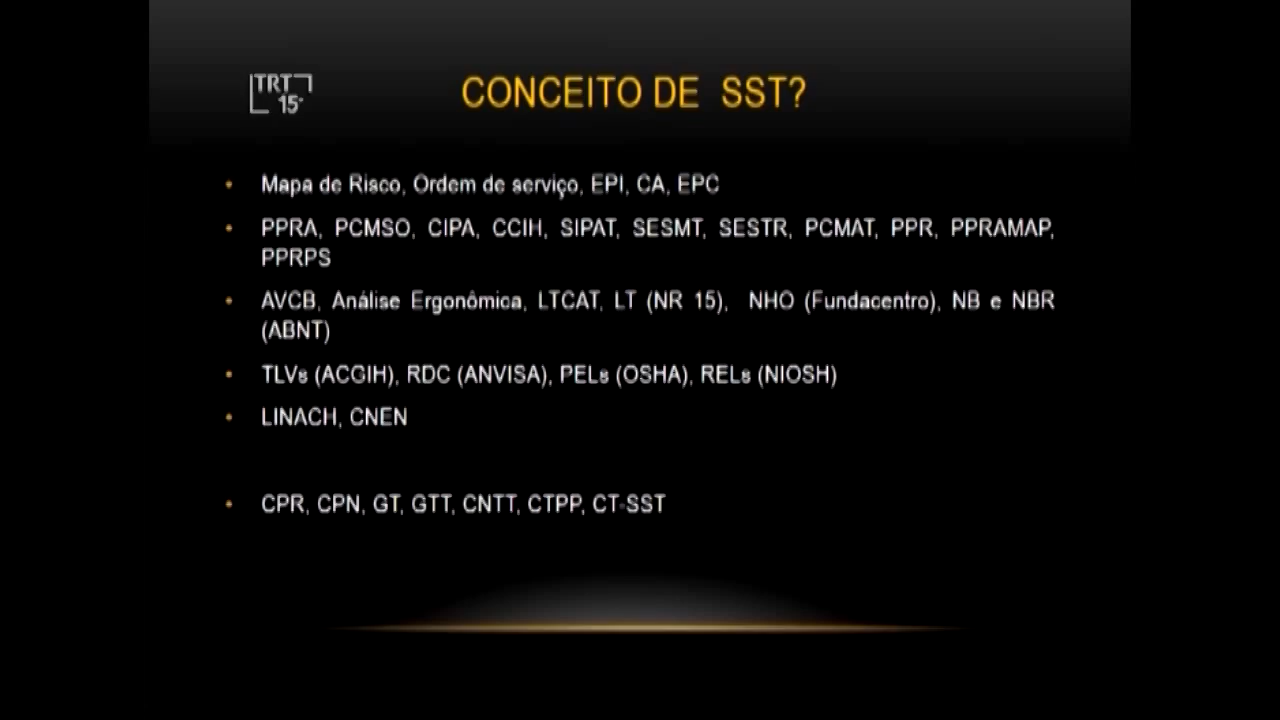 TRT
15ª
CONCEITO DE SST?
• Mapa de Risco, Ordem de serviço, EPI, CA, EPC
• PPRA, PCMSO, CIPA, CCIH, SIPAT, SESMT, SESTR, PCMAT, PPR, PPRAMAP,
PPRPS
• AVCB, Análise Ergonômica, LTCAT, LT (NR 15), NHO (Fundacentro), NB e NBR
(ABNT)
• TLVs (ACGIH), RDC (ANVISA), PELs (OSHA), RELs (NIOSH)
• LINACH, CNEN
• CPR, CPN, GT, GTT, CNTT, CTPP, CT-SST